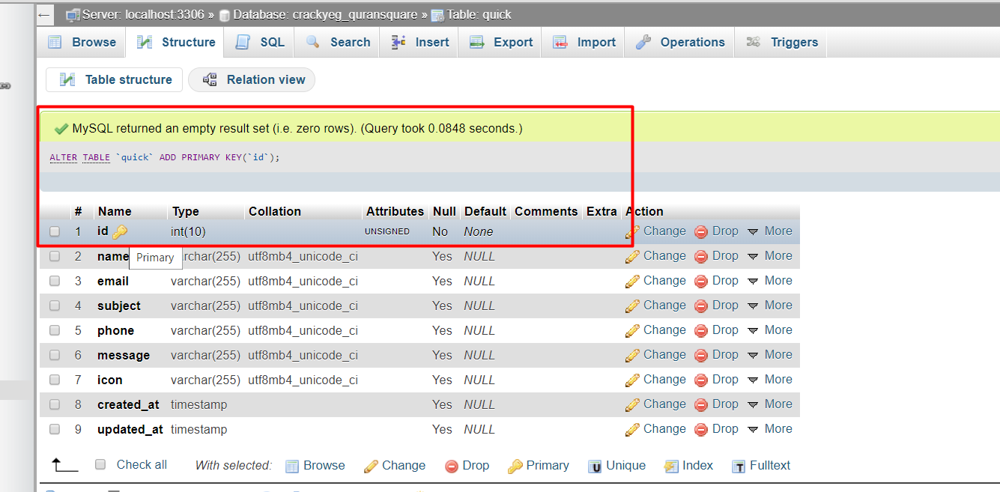 ← Server: localhost:3306 » Database: crackyeg_quransquare » Table: quick
Browse Structure SQL Search Insert Export Import Operations Triggers
Table structure Relation view
MySQL returned an empty result set (i.e. zero rows). (Query took 0.0848 seconds.)
ALTER TABLE `quick` ADD PRIMARY KEY(`id`);
# Name Type Collation Attributes Null Default Comments Extra Action
1 id int(10) UNSIGNED No None Change Drop More
2 name varchar(255) utf8mb4_unicode_ci Yes NULL Change Drop More
Primary
3 email varchar(255) utf8mb4_unicode_ci Yes NULL Change Drop More
4 subject varchar(255) utf8mb4_unicode_ci Yes NULL Change Drop More
5 phone varchar(255) utf8mb4_unicode_ci Yes NULL Change Drop More
6 message varchar(255) utf8mb4_unicode_ci Yes NULL Change Drop More
7 icon varchar(255) utf8mb4_unicode_ci Yes NULL Change Drop More
8 created_at timestamp Yes NULL Change Drop More
9 updated_at timestamp Yes NULL Change Drop More
Check all With selected: Browse Change Drop Primary Unique Index Fulltext